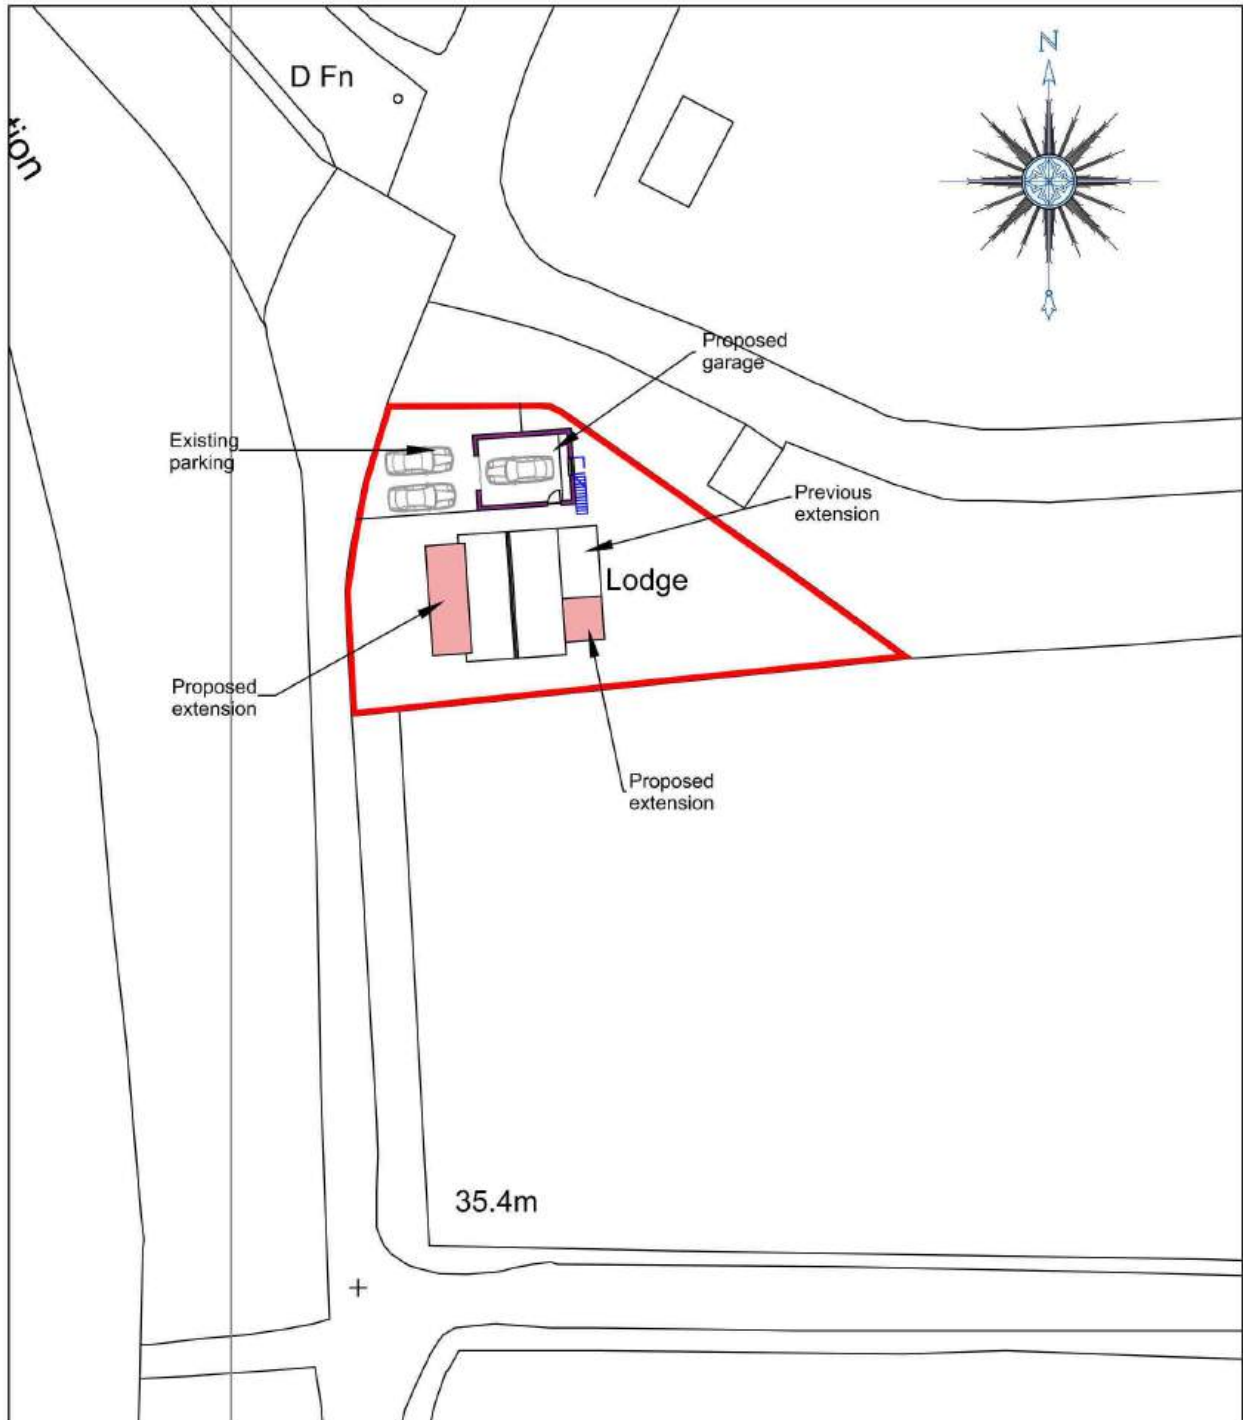 N
D Fn
tion
Proposed
garage
Existing
parking
Previous
extension
Lodge
Proposed
extension
Proposed
extension
35.4m